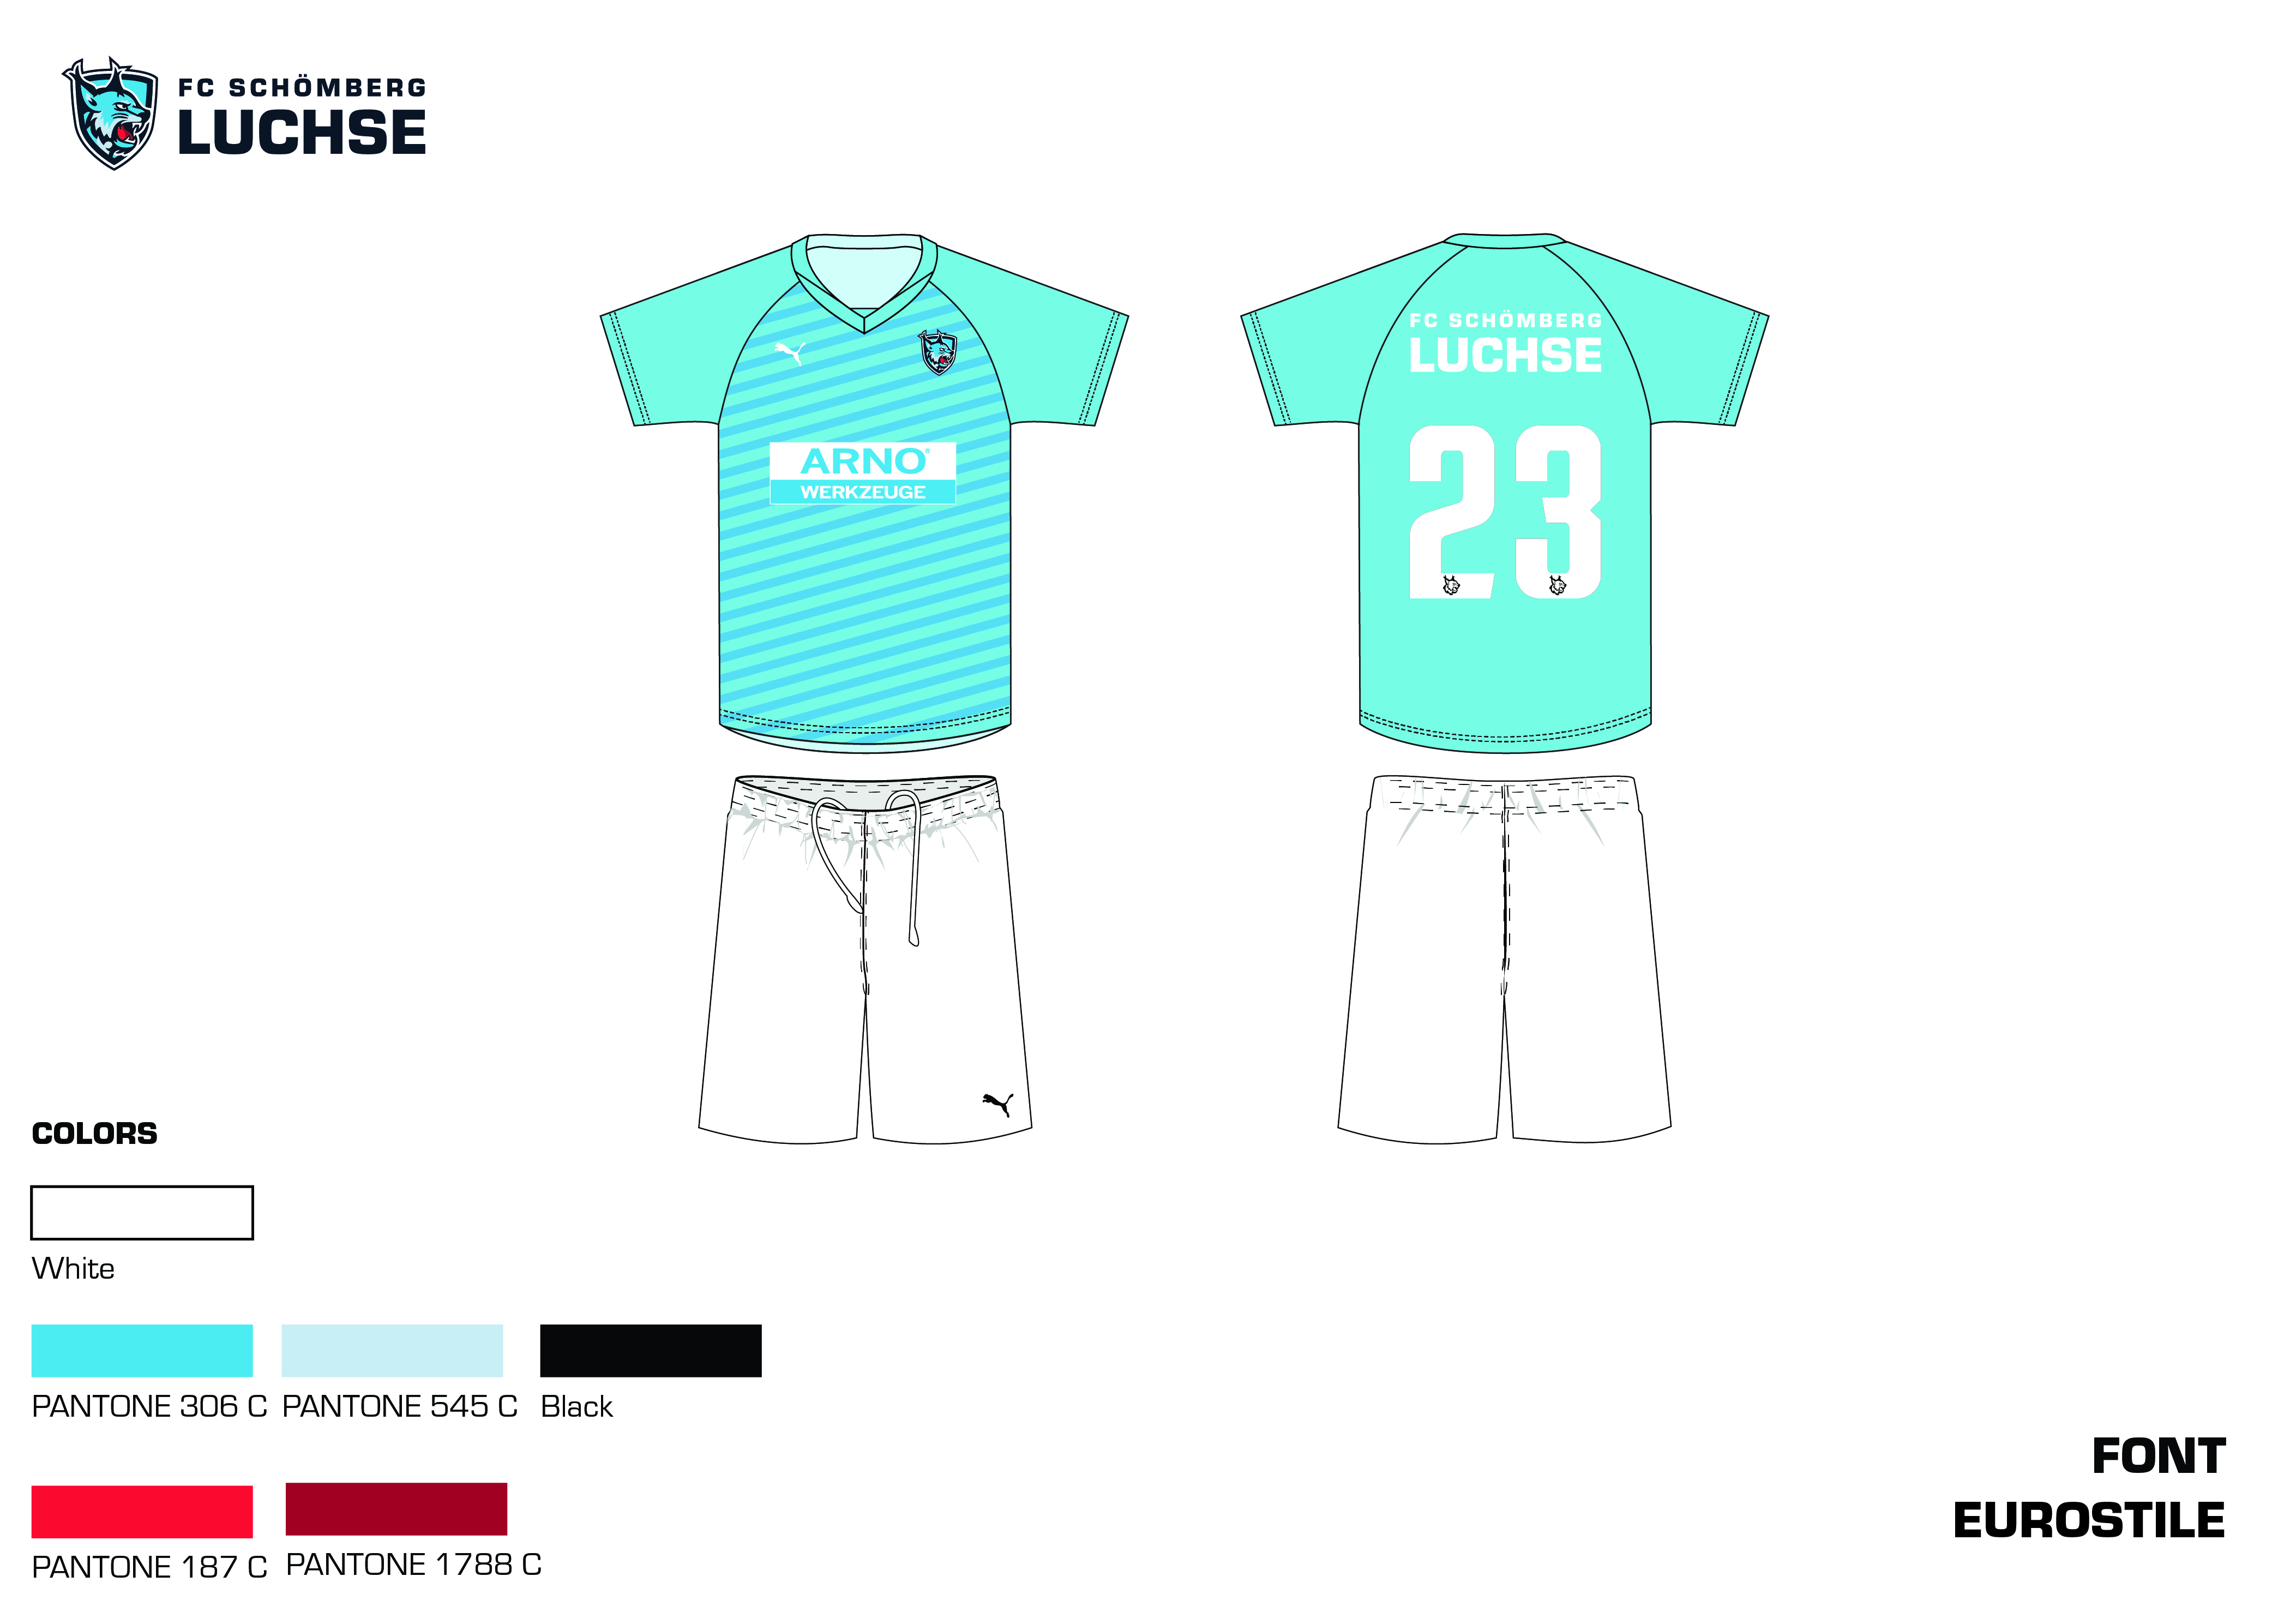 FC SCHÖMBERG
LUCHSE
ARNO®
WERKZEUGE
FC SCHÖMBERG
LUCHSE
23
COLORS
White
PANTONE 306 C
PANTONE 545 C
Black
PANTONE 187 C
PANTONE 1788 C
FONT
EUROSTILE